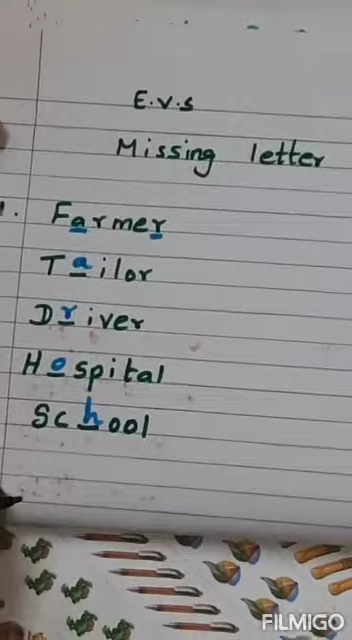 E.V.S
Missing letter
1. Farmer
Tailor
Driver
Hospital
School
FILMIGO